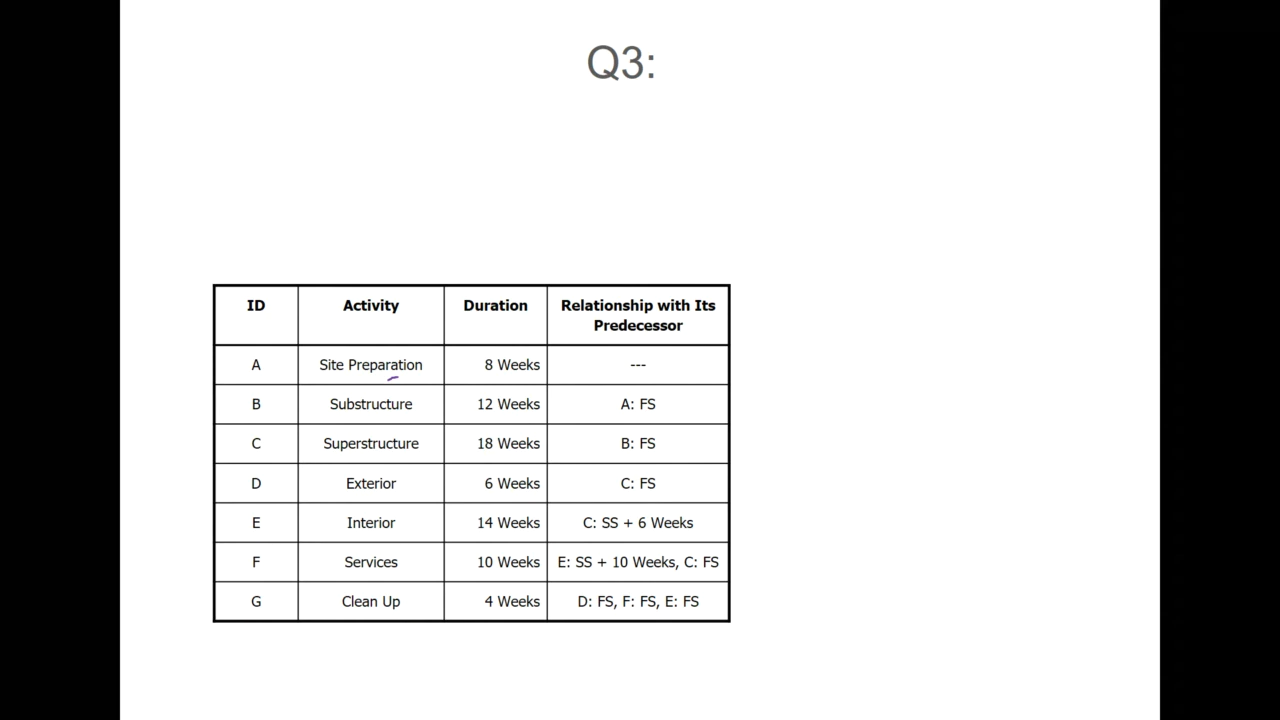 Q3:
ID Activity Duration Relationship with Its Predecessor
A Site Preparation 8 Weeks ---
B Substructure 12 Weeks A: FS
C Superstructure 18 Weeks B: FS
D Exterior 6 Weeks C: FS
E Interior 14 Weeks C: SS + 6 Weeks
F Services 10 Weeks E: SS + 10 Weeks, C: FS
G Clean Up 4 Weeks D: FS, F: FS, E: FS